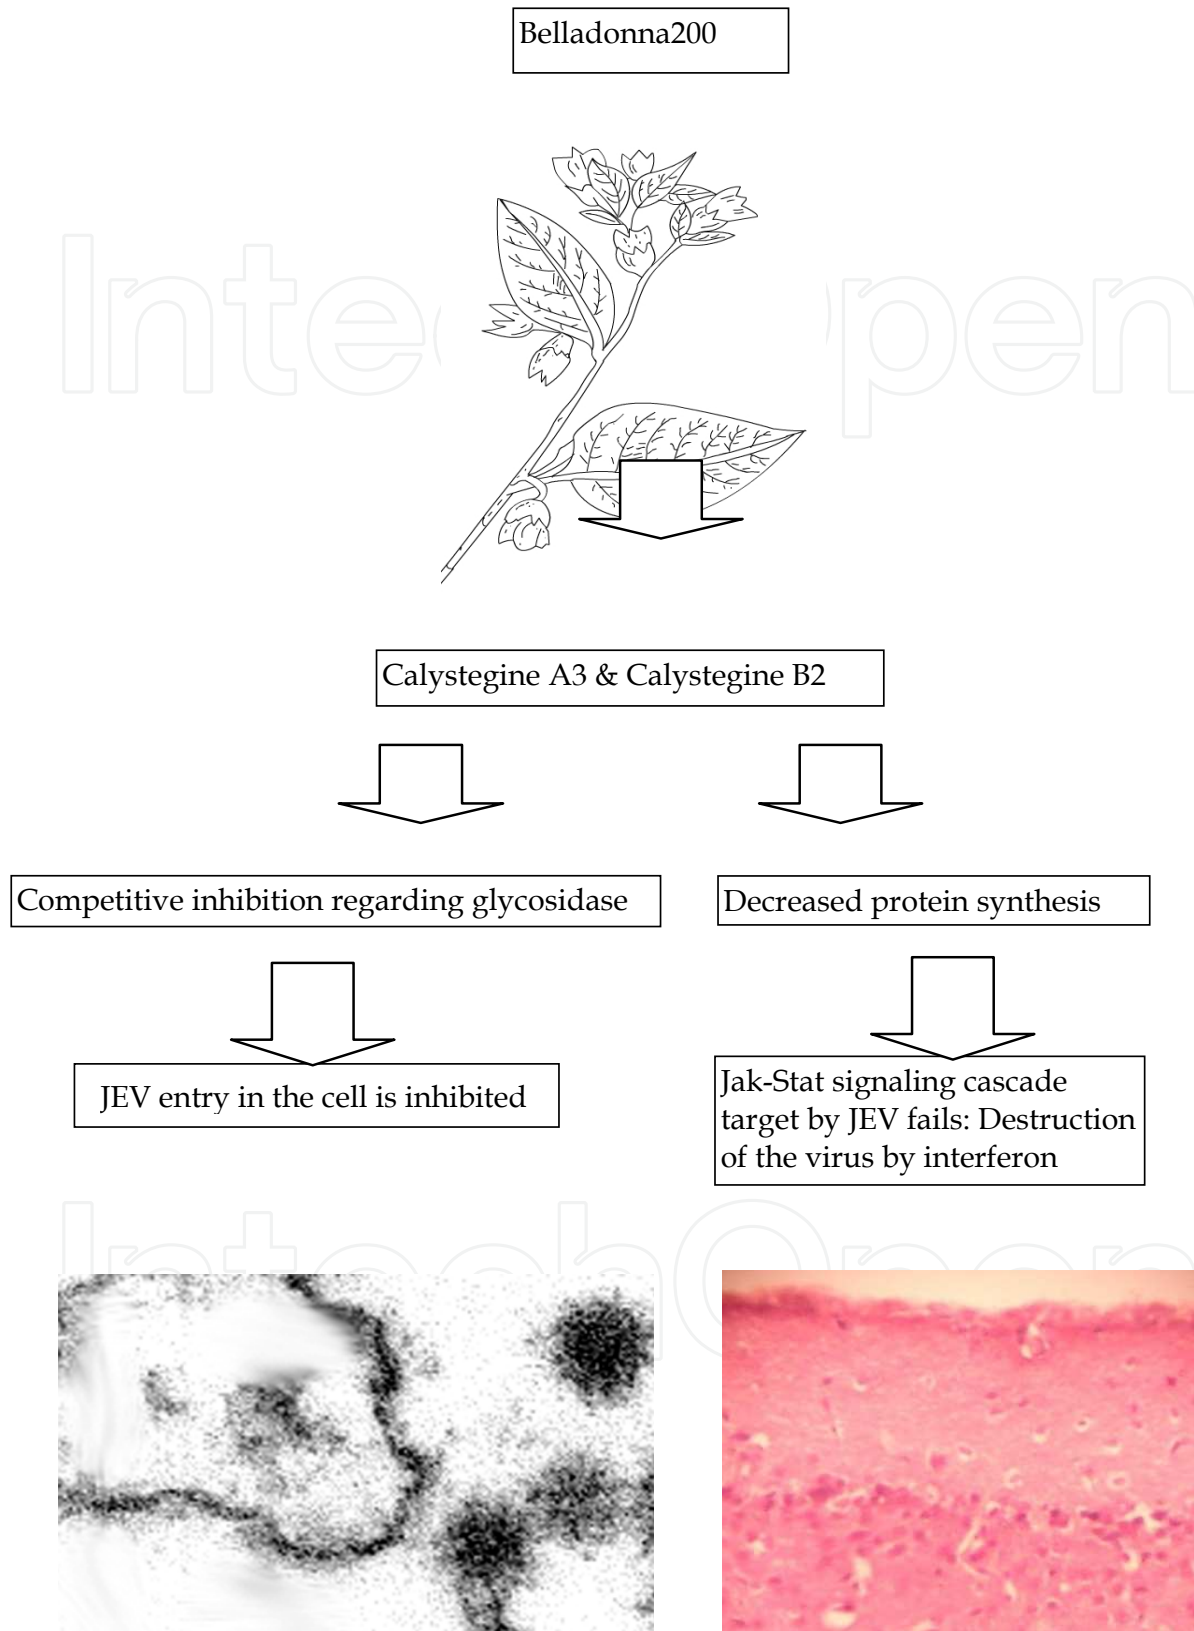 Belladonna200
IntechOpen
Calystegine A3 & Calystegine B2
Competitive inhibition regarding glycosidase
Decreased protein synthesis
JEV entry in the cell is inhibited
Jak-Stat signaling cascade
target by JEV fails: Destruction
of the virus by interferon
IntechOpen